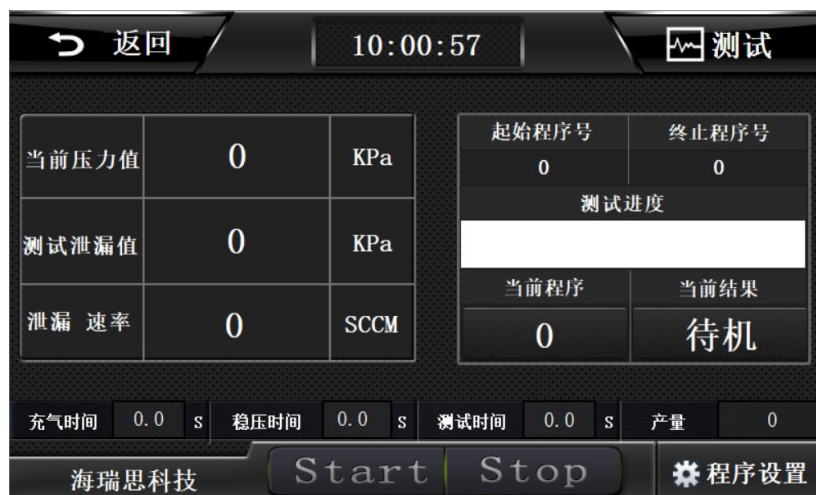 返回 10:00:57 测试
当前压力值 0 KPa
测试泄漏值 0 KPa
泄漏 速率 0 SCCM
起始程序号 终止程序号
0 0
测试进度
当前程序 当前结果
0 待机
充气时间 0.0 s 稳压时间 0.0 s 测试时间 0.0 s 产量 0
海瑞思科技 Start Stop 程序设置